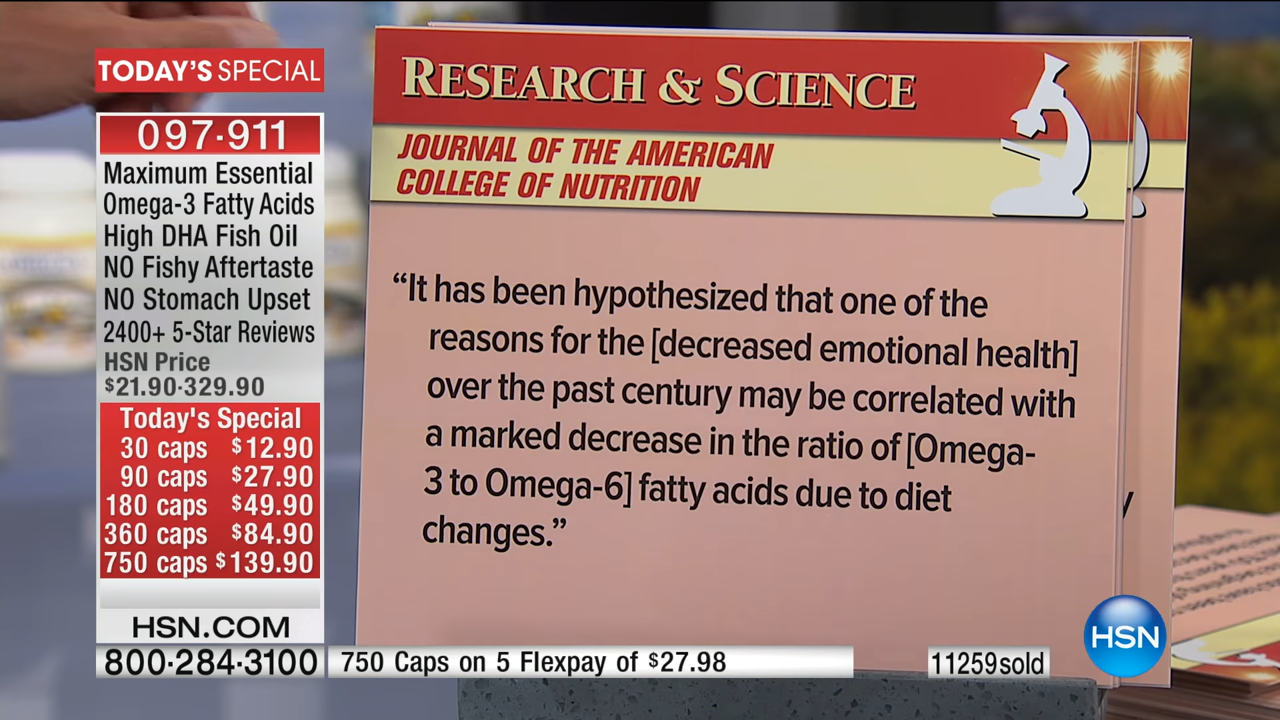 TODAY'S SPECIAL
097·911
Maximum Essential
Omega-3 Fatty Acids
High DHA Fish Oil
NO Fishy Aftertaste
NO Stomach Upset
2400+ 5-Star Reviews
HSN Price
$21.90-329.90
Today's Special
30 caps $12.90
90 caps $27.90
180 caps $49.90
360 caps $84.90
750 caps $139.90
HSN.COM
800·284·3100
750 Caps on 5 Flexpay of $27.98
11259sold
HSN
RESEARCH & SCIENCE
JOURNAL OF THE AMERICAN
COLLEGE OF NUTRITION
“It has been hypothesized that one of the
reasons for the [decreased emotional health]
over the past century may be correlated with
a marked decrease in the ratio of [Omega-
3 to Omega-6] fatty acids due to diet
changes.”